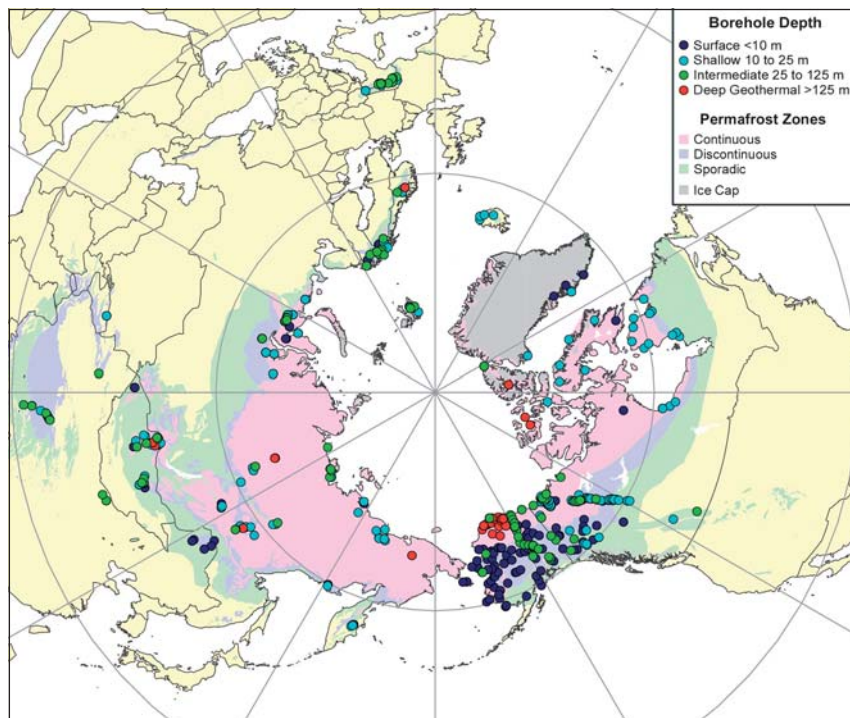 Borehole Depth
Surface <10 m
Shallow 10 to 25 m
Intermediate 25 to 125 m
Deep Geothermal >125 m
Permafrost Zones
Continuous
Discontinuous
Sporadic
Ice Cap